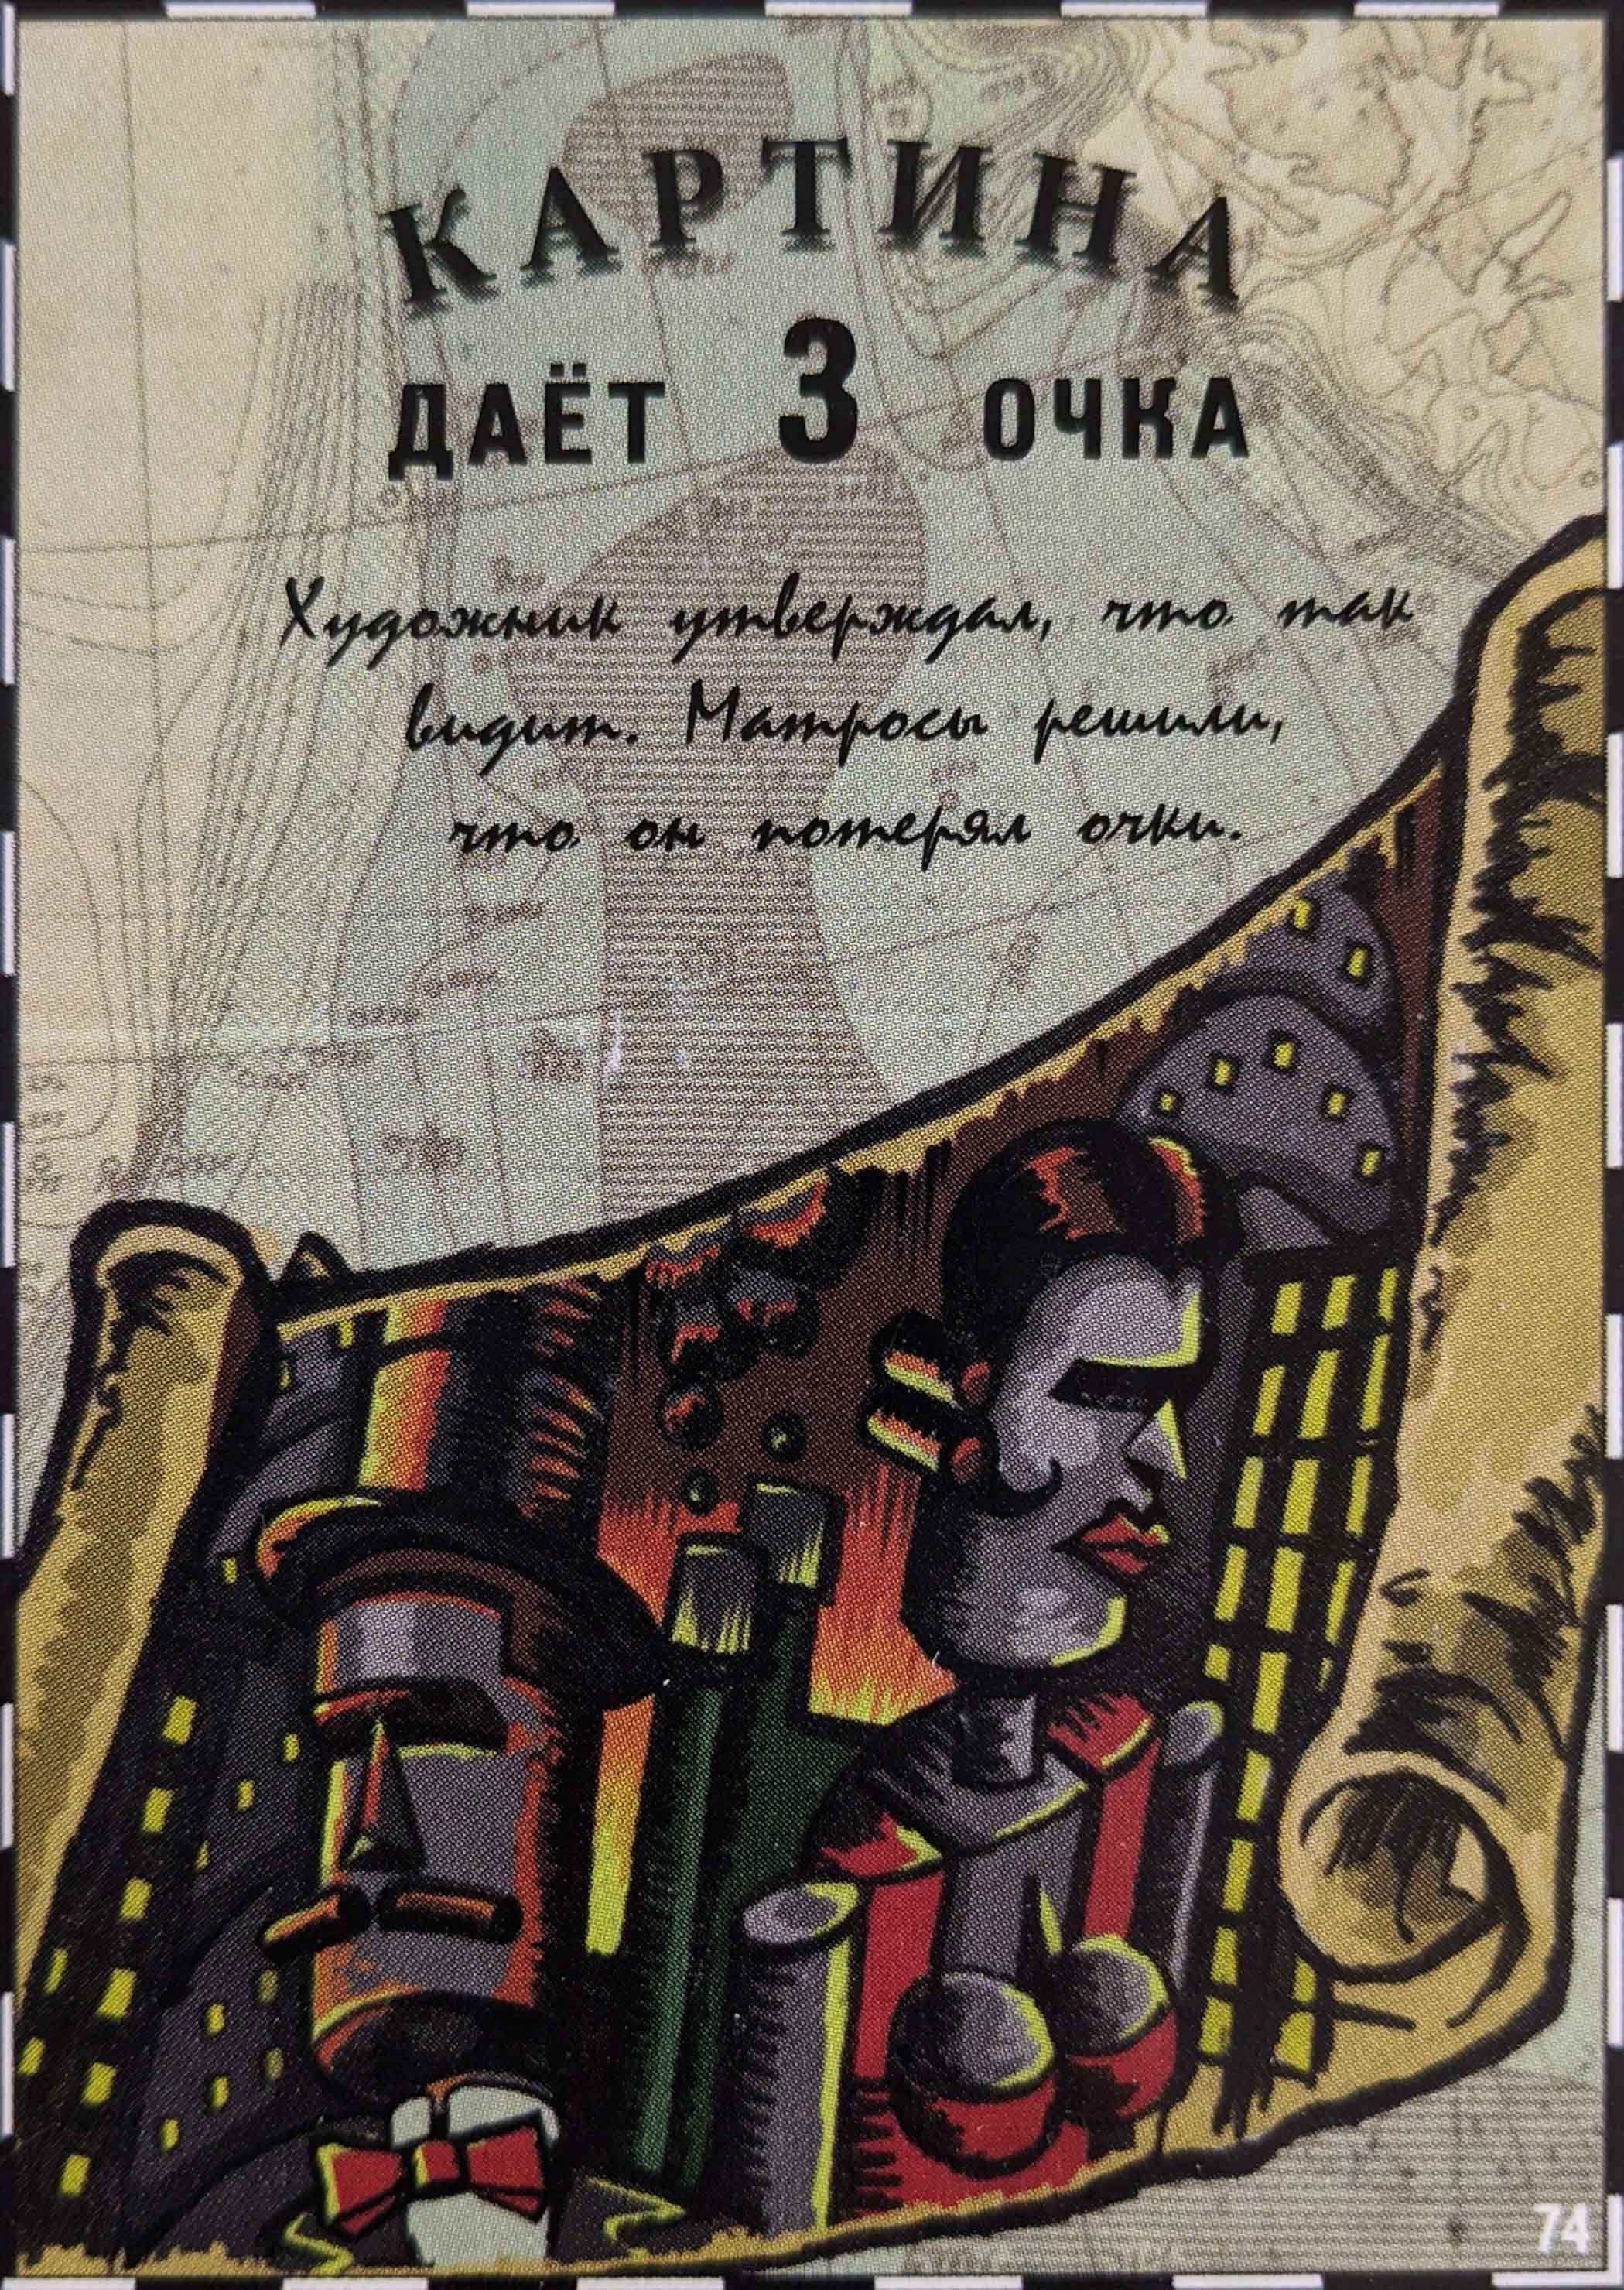 КАРТИНА
ДАЁТ 3 ОЧКА
Художник утверждал, что так
видит. Матросы решили,
что он потерял очки.
74